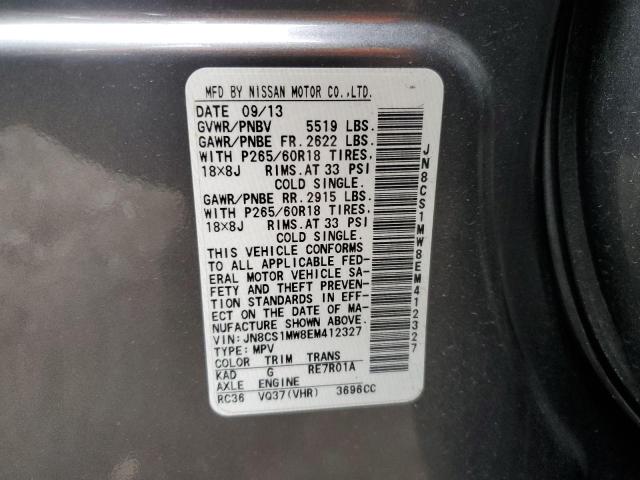 MFD BY NISSAN MOTOR CO.,LTD.
DATE 09/13
GVWR/PNBV 5519 LBS.
GAWR/PNBE FR. 2622 LBS.
WITH P265/60R18 TIRES.
18X8J RIMS.AT 33 PSI
COLD SINGLE.
GAWR/PNBE RR. 2915 LBS.
WITH P265/60R18 TIRES.
18X8J RIMS.AT 33 PSI
COLD SINGLE.
THIS VEHICLE CONFORMS
TO ALL APPLICABLE FED-
ERAL MOTOR VEHICLE SA-
FETY AND THEFT PREVEN-
TION STANDARDS IN EFF-
ECT ON THE DATE OF MA-
NUFACTURE SHOWN ABOVE.
VIN: JN8CS1MW8EM412327
TYPE: MPV
COLOR TRIM TRANS
KAD G RE7R01A
AXLE ENGINE
RC36 VQ37(VHR) 3696CC
JN8CS1MW8EM412327